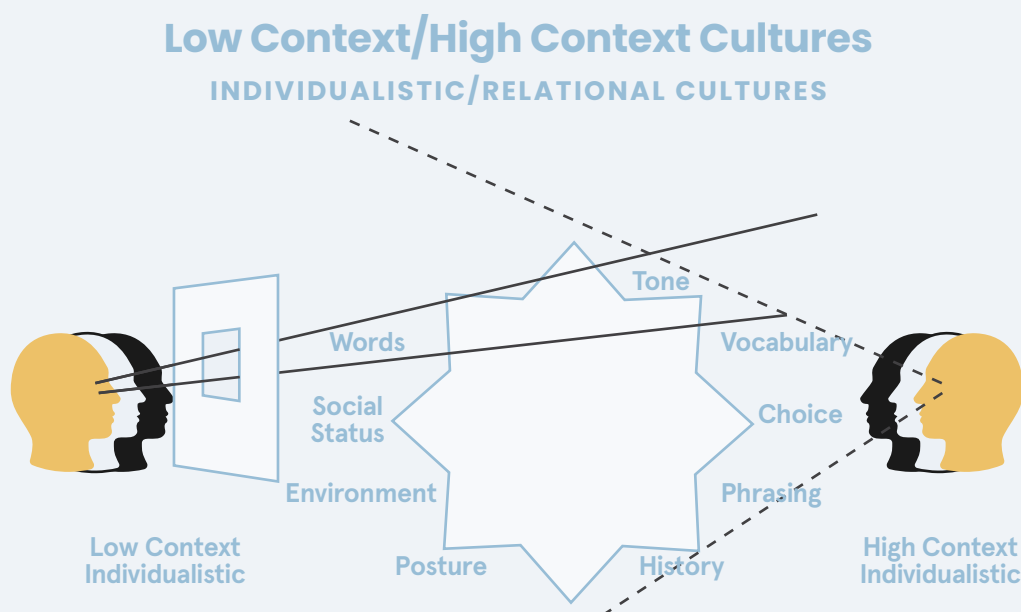 Low Context/High Context Cultures
INDIVIDUALISTIC/RELATIONAL CULTURES
Tone
Words
Vocabulary
Social
Status
Choice
Environment
Phrasing
Posture
History
Low Context
Individualistic
High Context
Individualistic